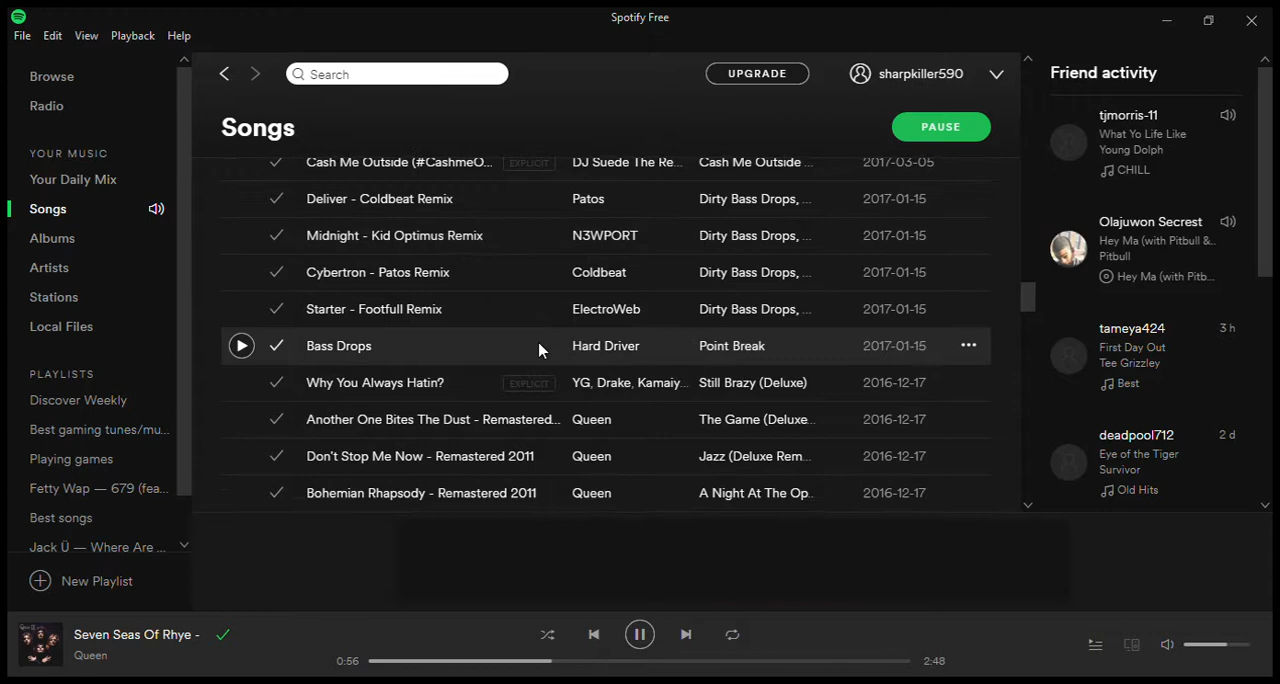 Spotify Free
File Edit View Playback Help
Browse
Radio
YOUR MUSIC
Your Daily Mix
Songs
Albums
Artists
Stations
Local Files
PLAYLISTS
Discover Weekly
Best gaming tunes/mu...
Playing games
Fetty Wap — 679 (fea...
Best songs
Jack Ü — Where Are ...
New Playlist
Search
UPGRADE
sharpkiller590
Songs
PAUSE
Cash Me Outside (#CashmeO... EXPLICIT DJ Suede The Re... Cash Me Outside ... 2017-03-05
Deliver - Coldbeat Remix Patos Dirty Bass Drops, ... 2017-01-15
Midnight - Kid Optimus Remix N3WPORT Dirty Bass Drops, ... 2017-01-15
Cybertron - Patos Remix Coldbeat Dirty Bass Drops, ... 2017-01-15
Starter - Footfull Remix ElectroWeb Dirty Bass Drops, ... 2017-01-15
Bass Drops Hard Driver Point Break 2017-01-15
Why You Always Hatin? EXPLICIT YG, Drake, Kamaiy... Still Brazy (Deluxe) 2016-12-17
Another One Bites The Dust - Remastered... Queen The Game (Deluxe... 2016-12-17
Don't Stop Me Now - Remastered 2011 Queen Jazz (Deluxe Rem... 2016-12-17
Bohemian Rhapsody - Remastered 2011 Queen A Night At The Op... 2016-12-17
Friend activity
tjmorris-11
What Yo Life Like
Young Dolph
CHILL
Olajuwon Secrest
Hey Ma (with Pitbull &...
Pitbull
Hey Ma (with Pitb...
tameya424 3 h
First Day Out
Tee Grizzley
Best
deadpool712 2 d
Eye of the Tiger
Survivor
Old Hits
Seven Seas Of Rhye -
Queen
0:56
2:48